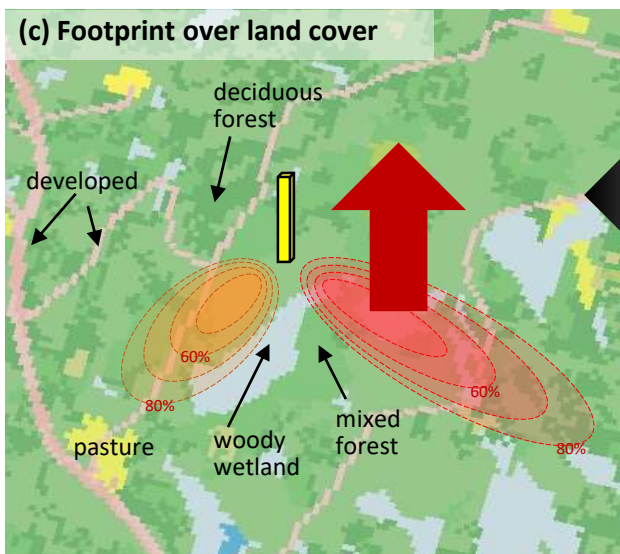 (c) Footprint over land cover
deciduous
forest
developed
60%
80%
60%
80%
pasture
woody
wetland
mixed
forest